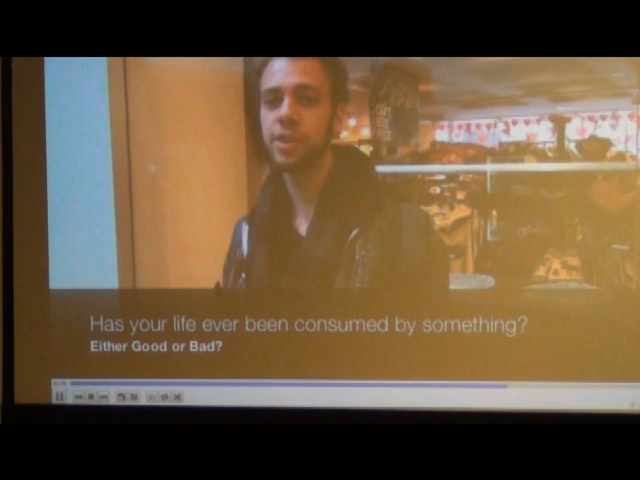 Has your life ever been consumed by something?
Either Good or Bad?